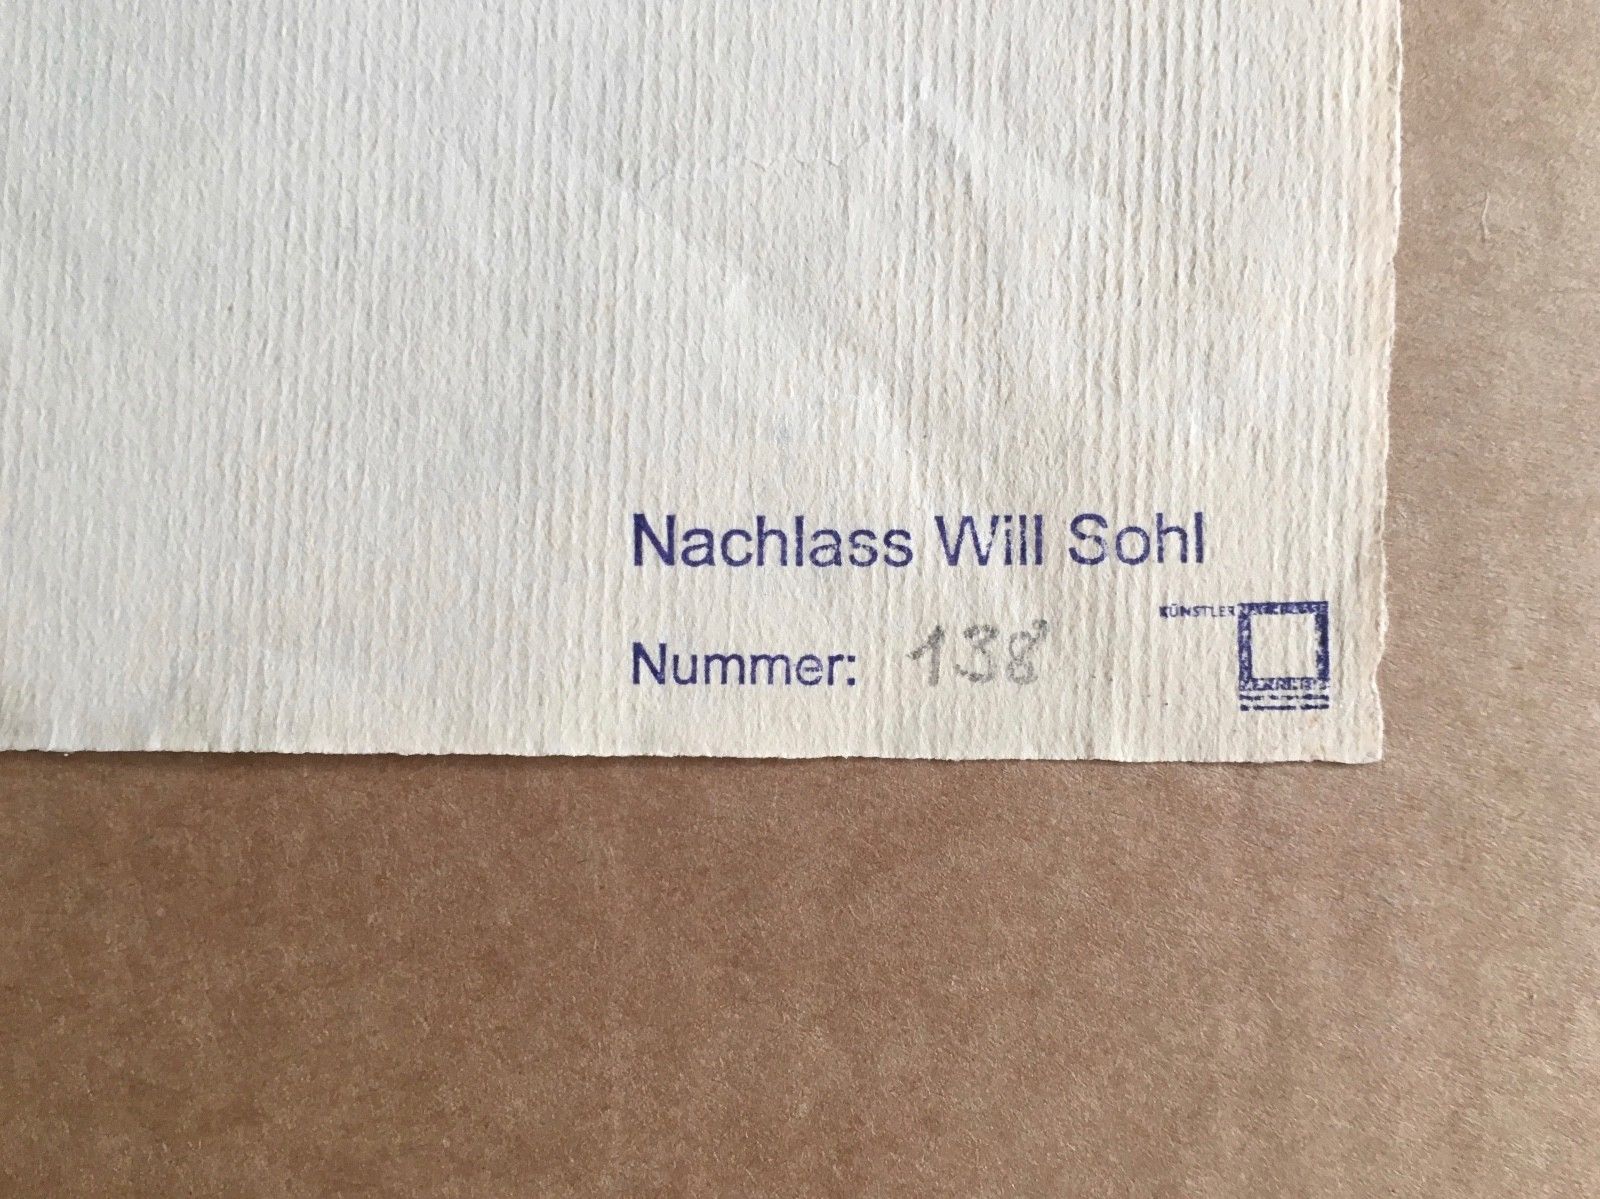 Nachlass Will Sohl
KÜNSTLER
Nummer: 138